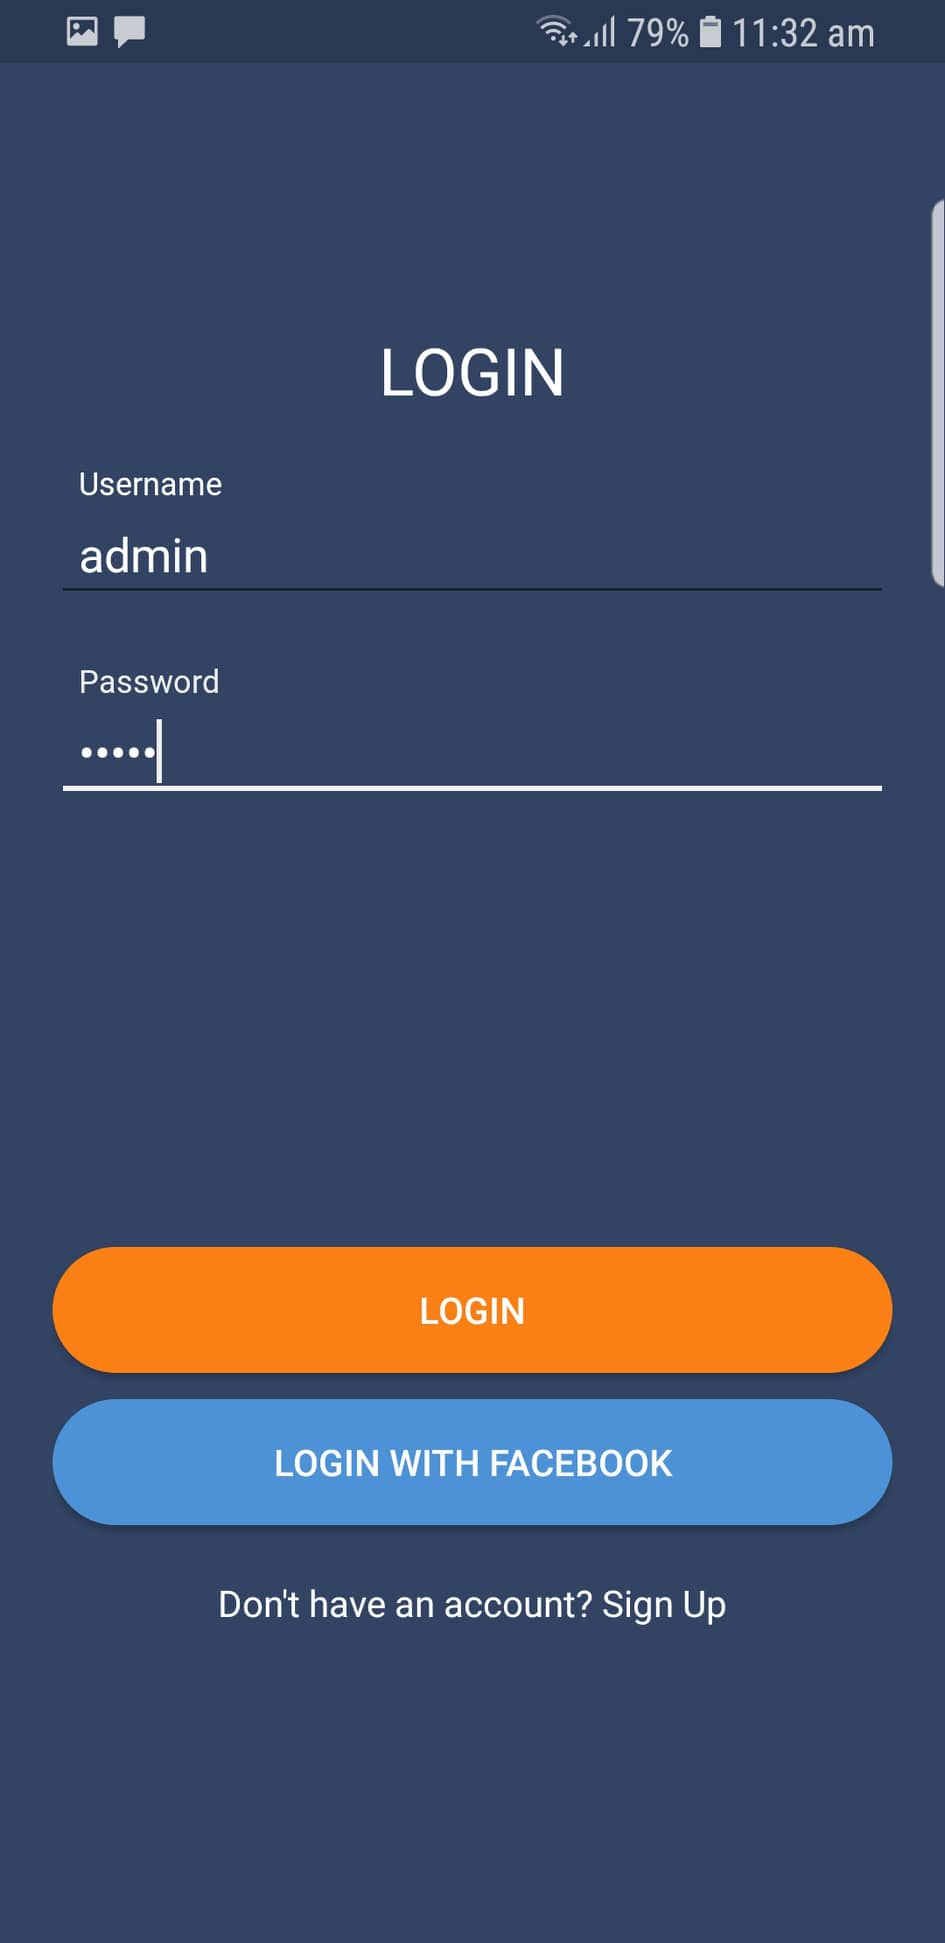 79% 11:32 am
LOGIN
Username
admin
Password
•••••
LOGIN
LOGIN WITH FACEBOOK
Don't have an account? Sign Up